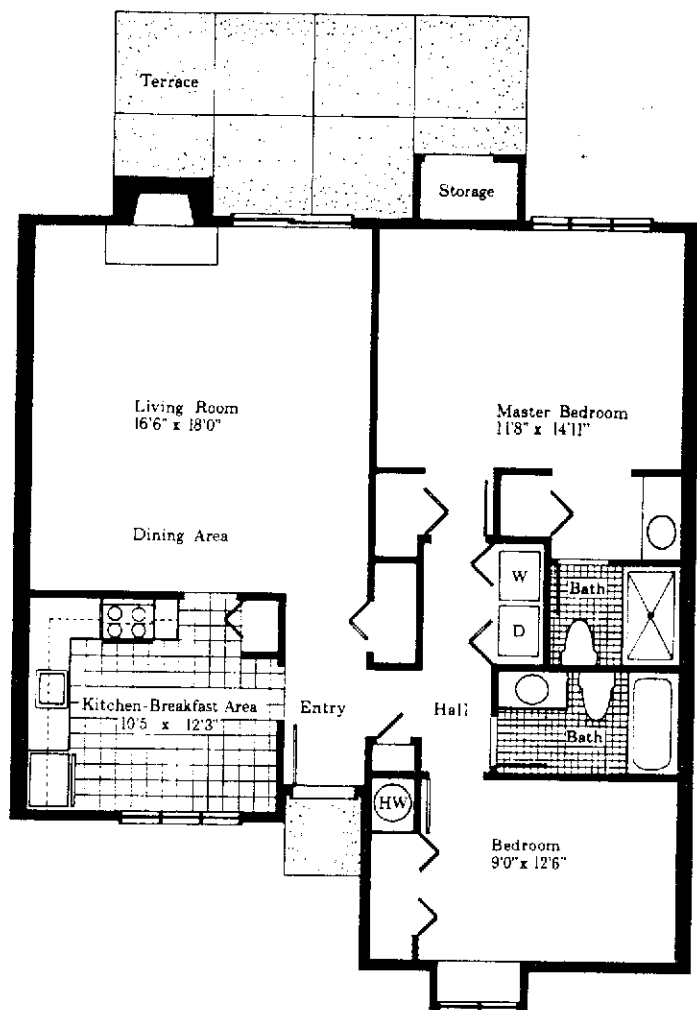 Terrace
Storage
Living Room
16'6" x 18'0"
Master Bedroom
11'8" x 14'11"
Dining Area
W
Bath
D
Kitchen-Breakfast Area
10'5 x 12'3"
Entry
Hall
Bath
HW
Bedroom
9'0" x 12'6"